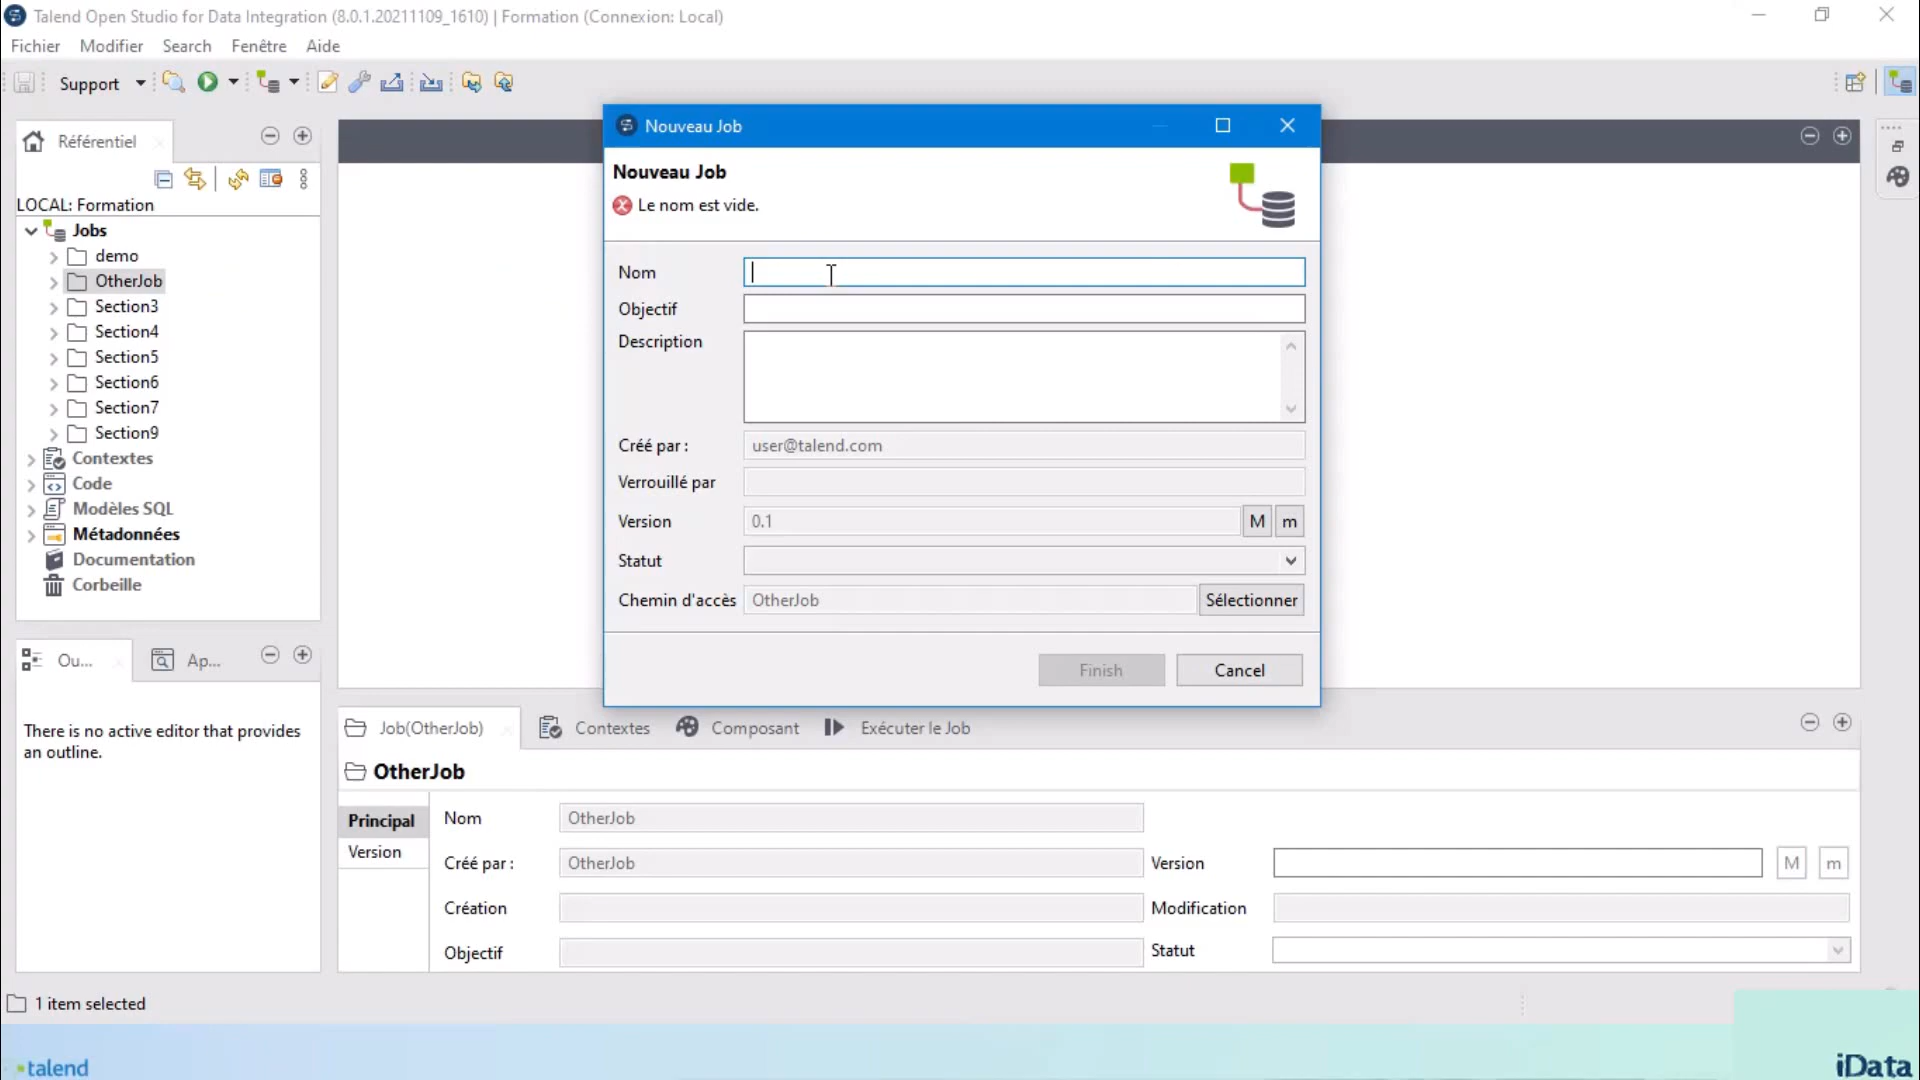 Talend Open Studio for Data Integration (8.0.1.20211109_1610) | Formation (Connexion: Local)
Fichier Modifier Search Fenêtre Aide
Support
Référentiel
LOCAL: Formation
Jobs
demo
OtherJob
Section3
Section4
Section5
Section6
Section7
Section9
Contextes
Code
Modèles SQL
Métadonnées
Documentation
Corbeille
Ou... Ap...
There is no active editor that provides
an outline.
Nouveau Job
Nouveau Job
Le nom est vide.
Nom
Objectif
Description
Créé par : user@talend.com
Verrouillé par
Version 0.1 M m
Statut
Chemin d'accès OtherJob Sélectionner
Finish Cancel
Job(OtherJob) Contextes Composant Exécuter le Job
OtherJob
Principal
Version
Nom OtherJob
Créé par : OtherJob Version M m
Création Modification
Objectif Statut
1 item selected
talend iData